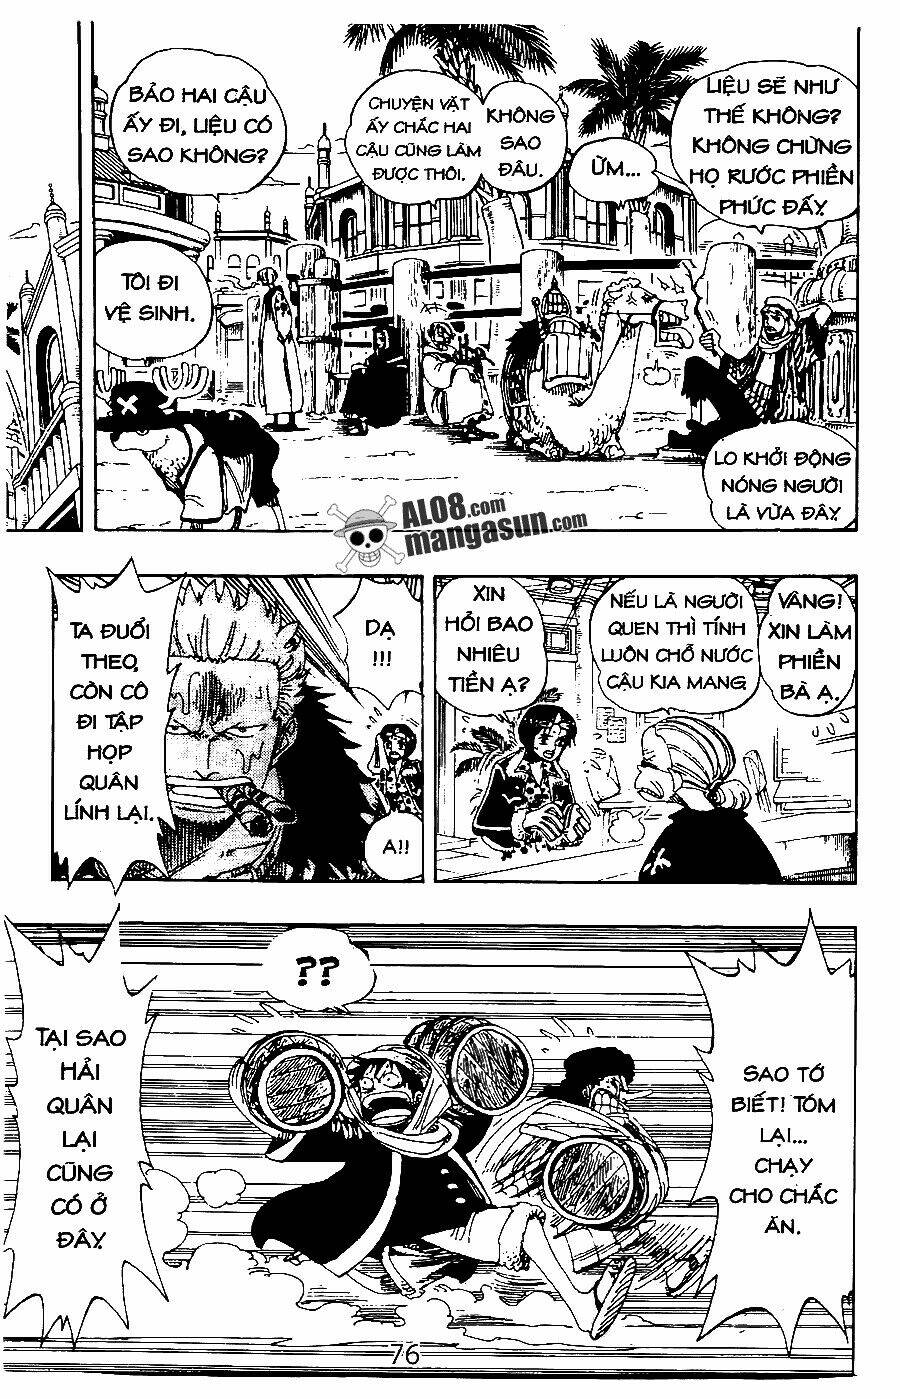 BẢO HAI CẬU
ẤY ĐI, LIỆU CÓ
SAO KHÔNG?
CHUYỆN VẶT
ẤY CHẮC HAI
CẬU CŨNG LÀM
ĐƯỢC THÔI.
KHÔNG
SAO
ĐÂU.
ỪM...
LIỆU SẼ NHƯ
THẾ KHÔNG?
KHÔNG CHỪNG
HỌ RƯỚC PHIỀN
PHỨC ĐẤY.
TÔI ĐI
VỆ SINH.
LO KHỞI ĐỘNG
NÓNG NGƯỜI
LÀ VỪA ĐÂY.
ALO8.com
mangasun.com
TA ĐUỔI
THEO,
CÒN CÔ
ĐI TẬP
HỌP
QUÂN
LÍNH LẠI.
DẠ
!!!
A!!
XIN
HỎI BAO
NHIÊU
TIỀN Ạ?
NẾU LÀ NGƯỜI
QUEN THÌ TÍNH
LUÔN CHỖ NƯỚC
CẬU KIA MANG
VÂNG!
XIN LÀM
PHIỀN
BÀ Ạ.
TẠI SAO
HẢI
QUÂN
LẠI
CŨNG
CÓ Ở
ĐÂY.
??
SAO TỚ
BIẾT! TÓM
LẠI...
CHẠY
CHO CHẮC
ĂN.
76